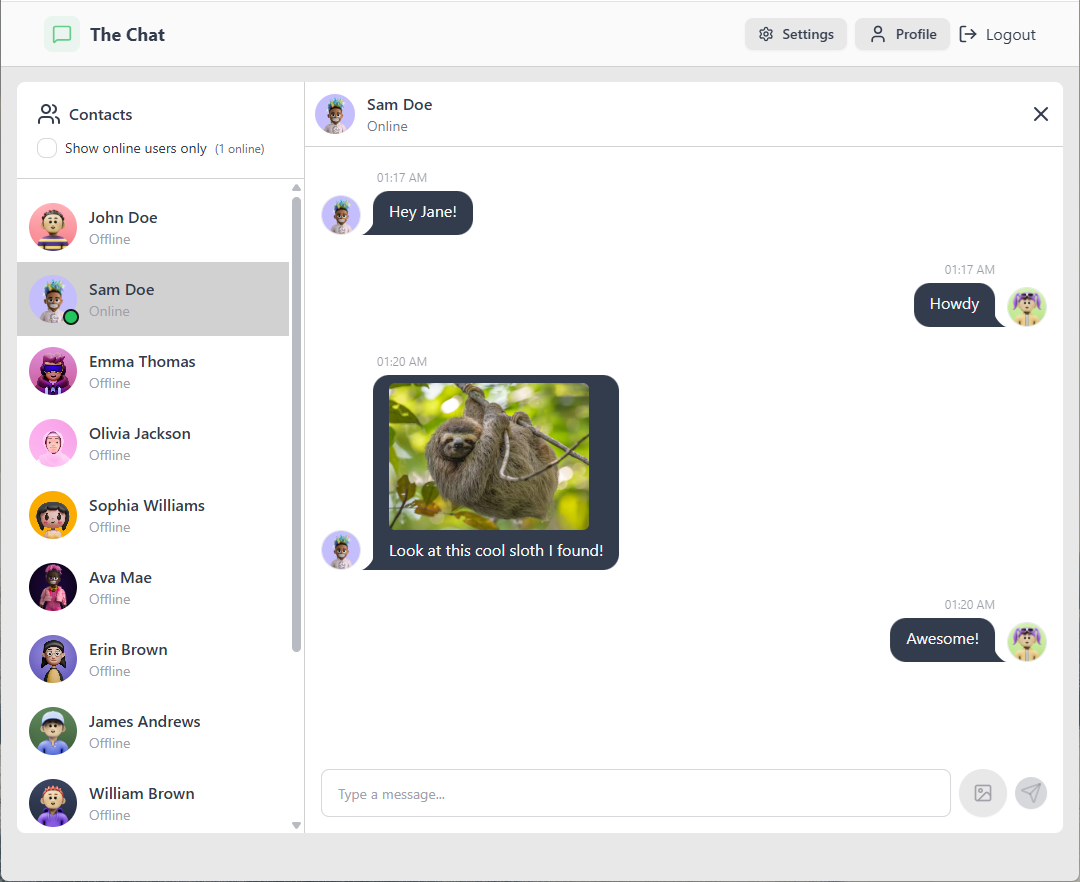 The Chat
Settings
Profile
Logout
Contacts
Show online users only (1 online)
John Doe
Offline
Sam Doe
Online
Emma Thomas
Offline
Olivia Jackson
Offline
Sophia Williams
Offline
Ava Mae
Offline
Erin Brown
Offline
James Andrews
Offline
William Brown
Offline
Sam Doe
Online
01:17 AM
Hey Jane!
01:17 AM
Howdy
01:20 AM
Look at this cool sloth I found!
01:20 AM
Awesome!
Type a message...